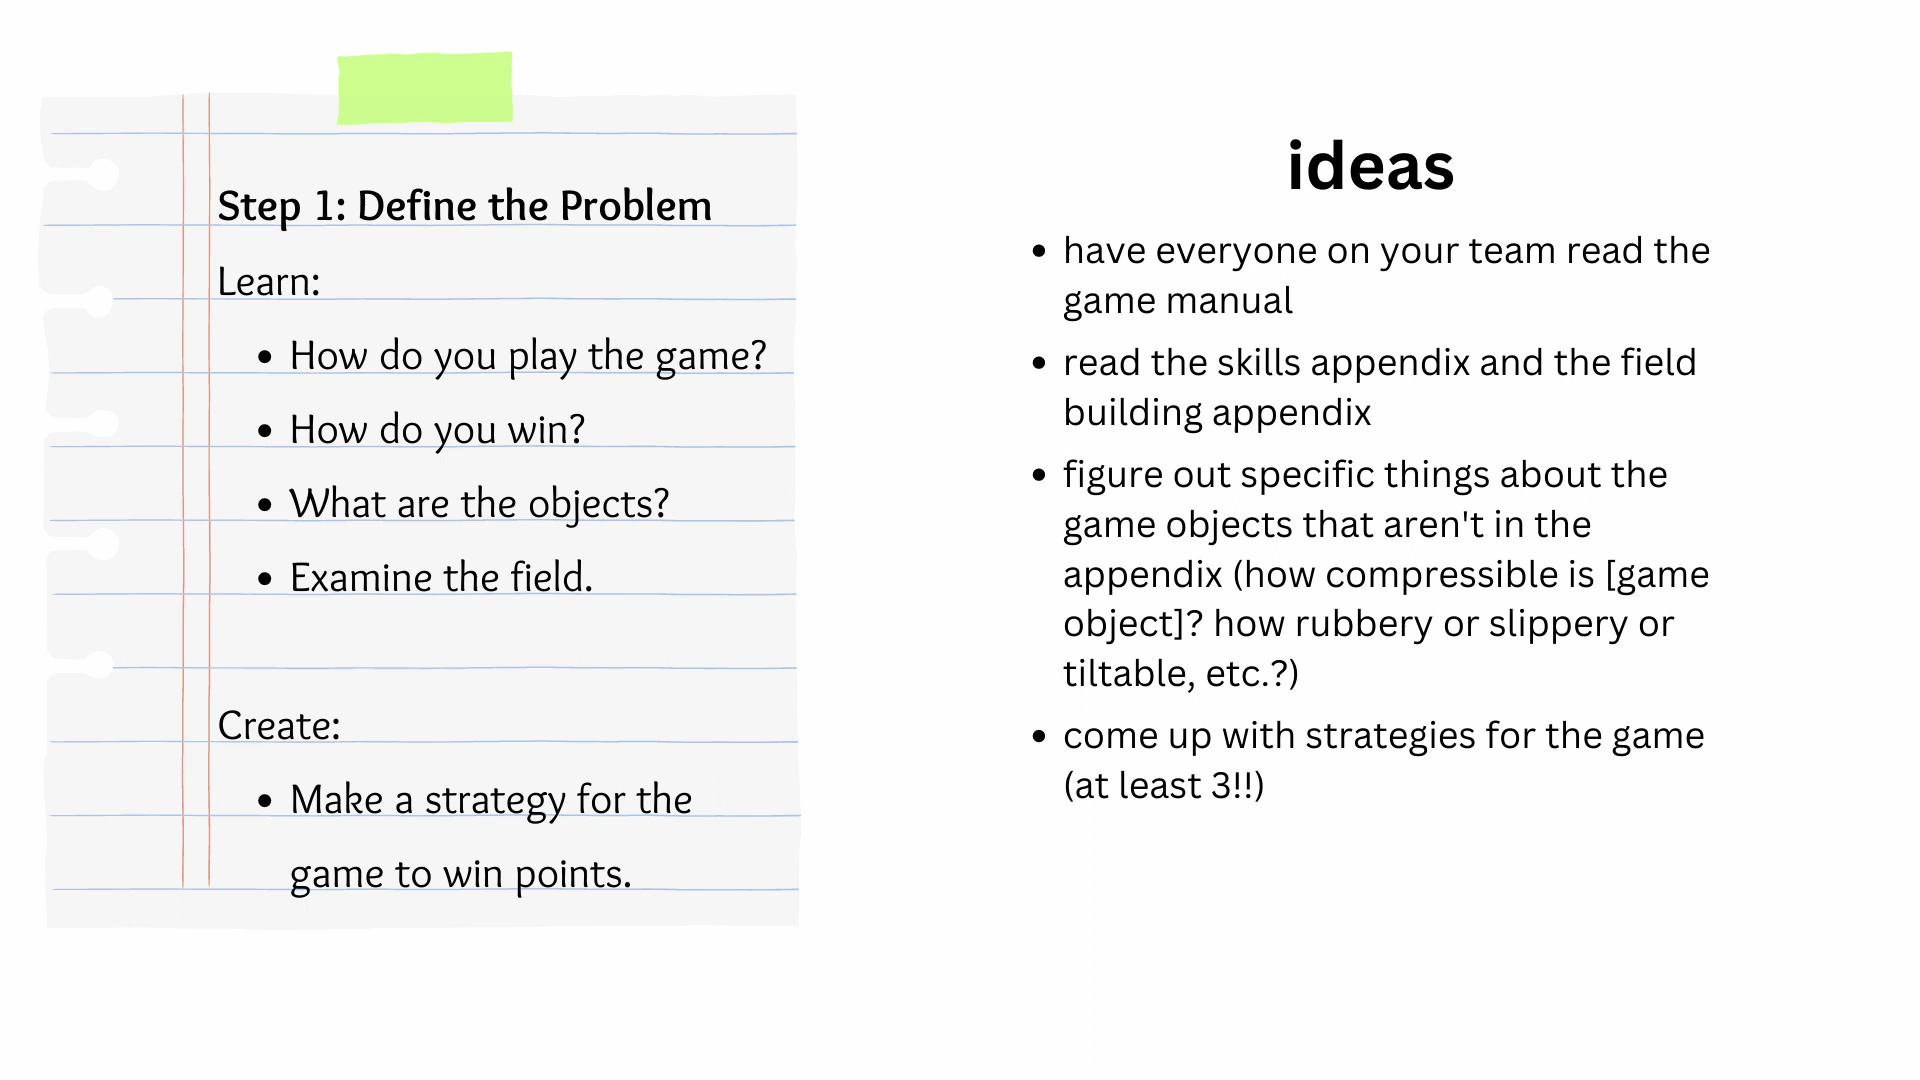 Step 1: Define the Problem
Learn:
• How do you play the game?
• How do you win?
• What are the objects?
• Examine the field.
Create:
• Make a strategy for the
game to win points.
ideas
• have everyone on your team read the
game manual
• read the skills appendix and the field
building appendix
• figure out specific things about the
game objects that aren't in the
appendix (how compressible is [game
object]? how rubbery or slippery or
tiltable, etc.?)
• come up with strategies for the game
(at least 3!!)